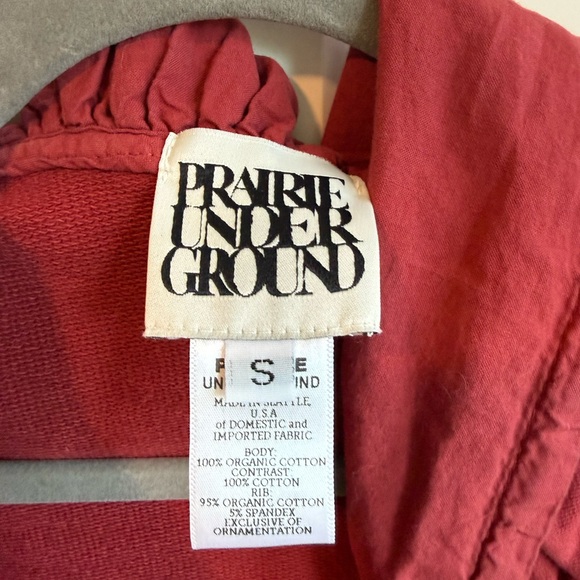 PRAIRIE
UNDER
GROUND
S
MADE IN SEATTLE,
U.S.A
of DOMESTIC and
IMPORTED FABRIC
BODY:
100% ORGANIC COTTON
CONTRAST:
100% COTTON
RIB:
95% ORGANIC COTTON
5% SPANDEX
EXCLUSIVE OF
ORNAMENTATION